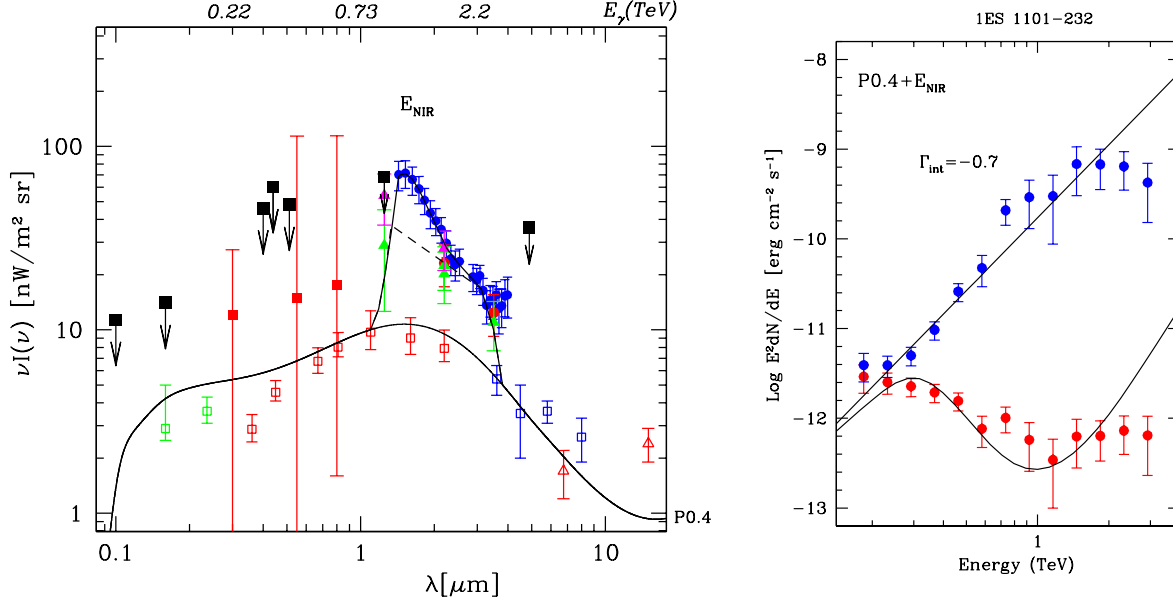 0.22 0.73 2.2 E_γ(TeV)
1ES 1101−232
E_NIR
P0.4+E_NIR
Γ_int=−0.7
νI(ν) [nW/m² sr]
100
10
1
P0.4
0.1 1 10
λ[μm]
Log E²dN/dE [erg cm⁻² s⁻¹]
−8
−9
−10
−11
−12
−13
1
Energy (TeV)